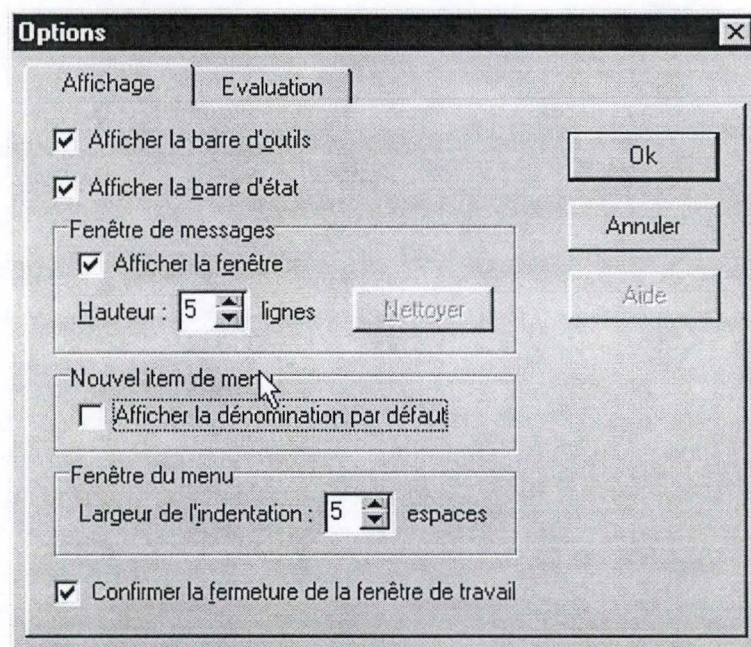 Options
Affichage Evaluation
Afficher la barre d'outils
Ok
Afficher la barre d'état
Annuler
Fenêtre de messages
Afficher la fenêtre
Aide
Hauteur : 5 lignes Nettoyer
Nouvel item de menu
Afficher la dénomination par défaut
Fenêtre du menu
Largeur de l'indentation : 5 espaces
Confirmer la fermeture de la fenêtre de travail